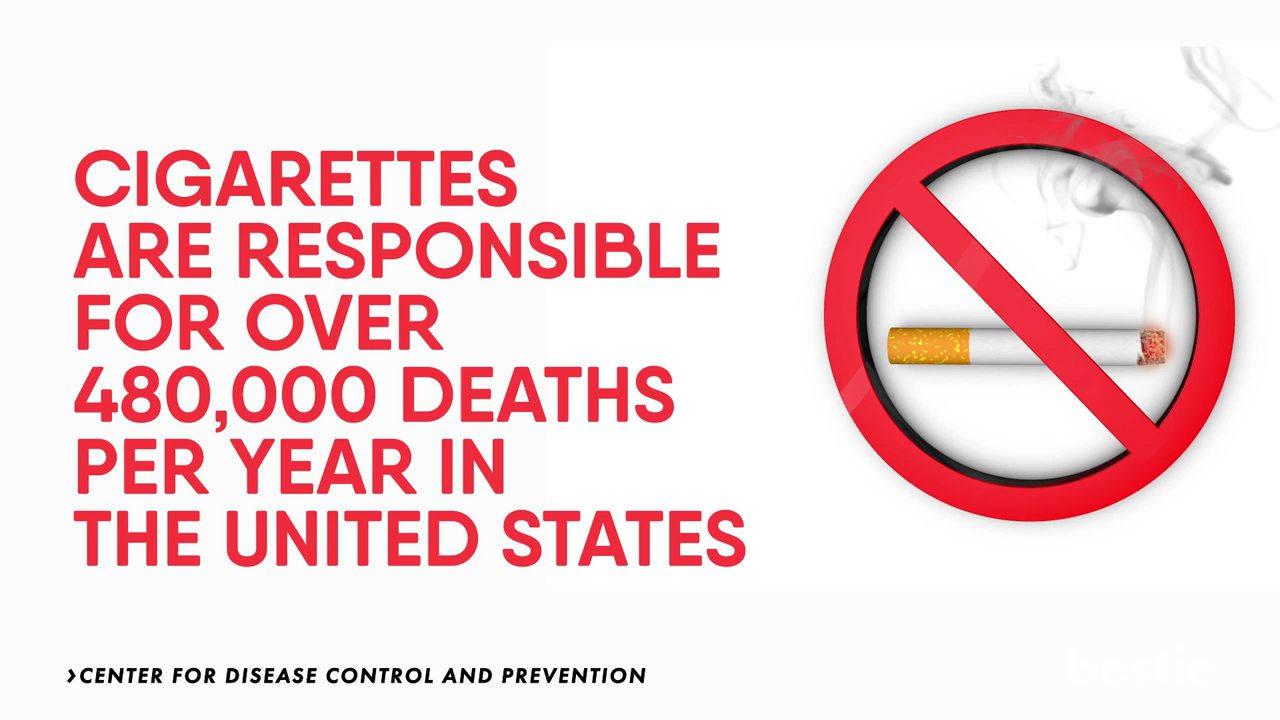 CIGARETTES
ARE RESPONSIBLE
FOR OVER
480,000 DEATHS
PER YEAR IN
THE UNITED STATES
›CENTER FOR DISEASE CONTROL AND PREVENTION